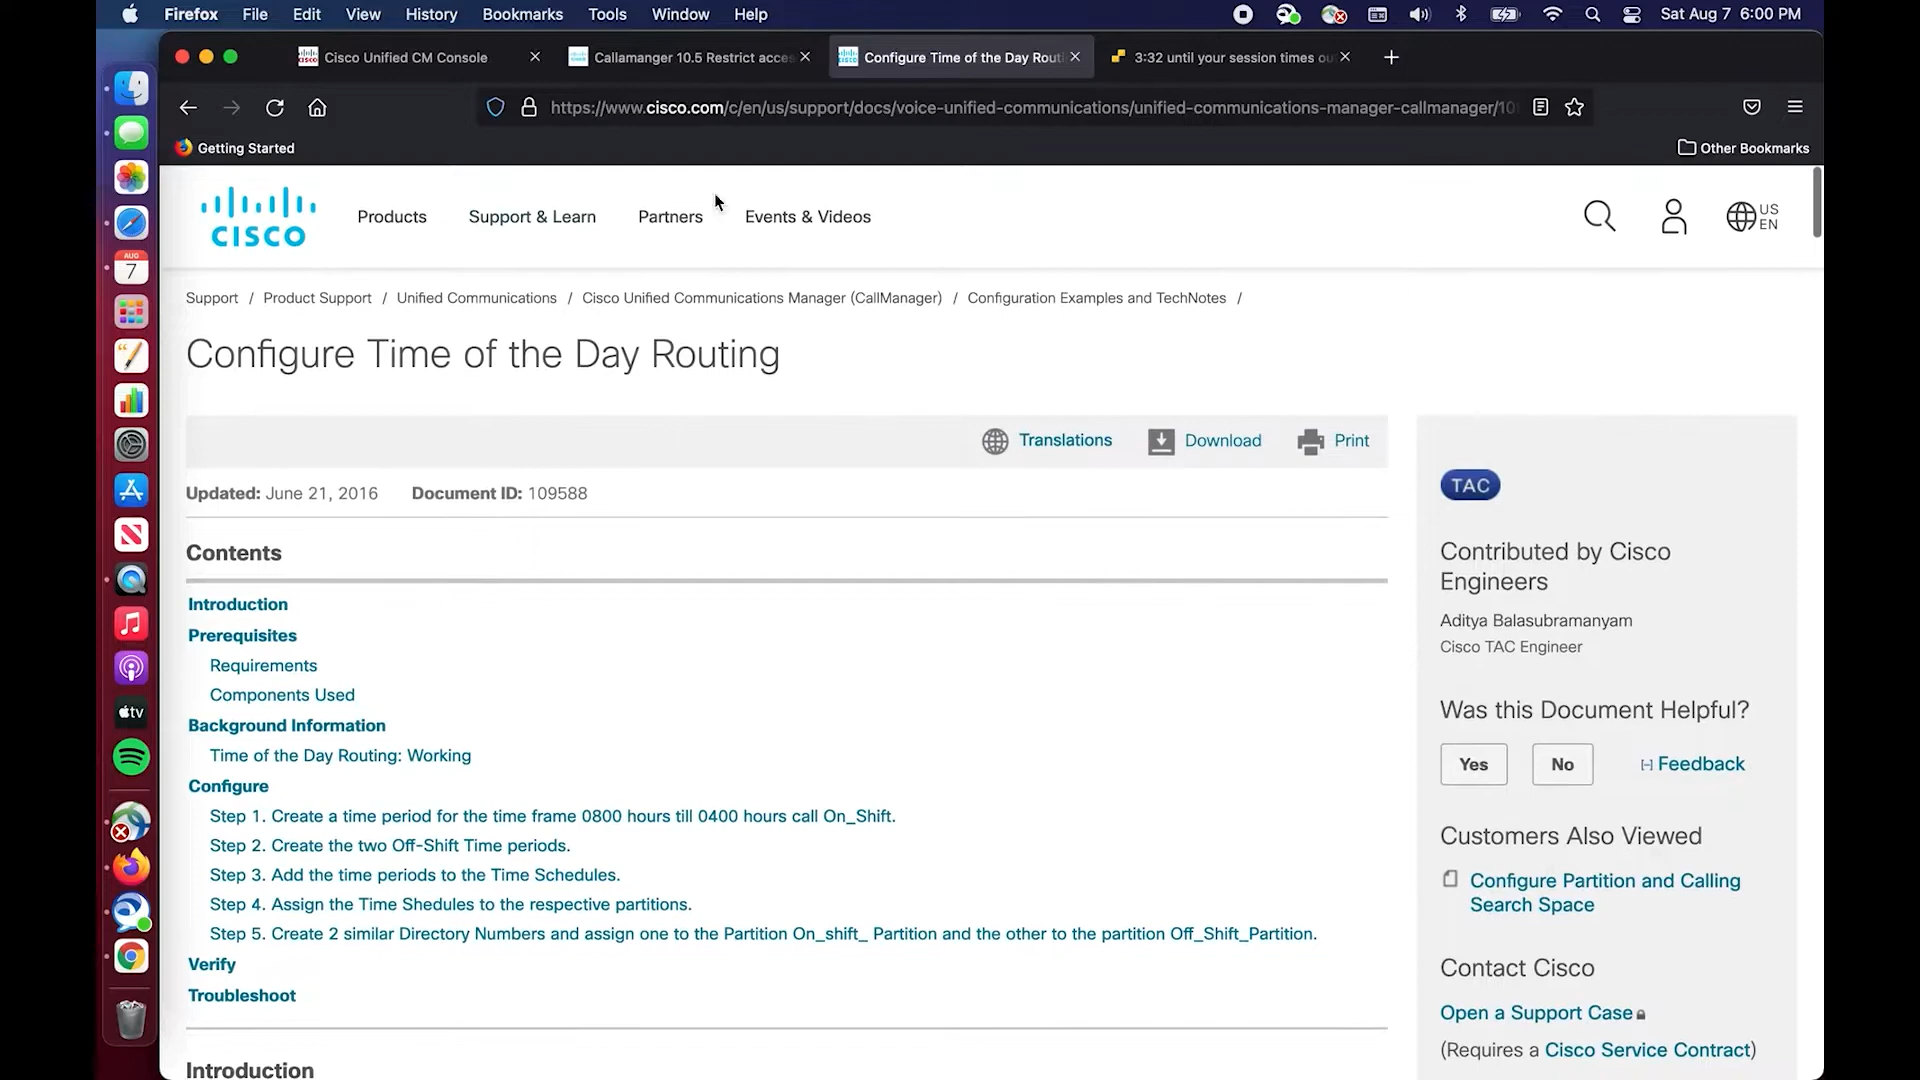 Firefox File Edit View History Bookmarks Tools Window Help Sat Aug 7 6:00 PM
Cisco Unified CM Console Callamanger 10.5 Restrict acces Configure Time of the Day Routi 3:32 until your session times ou
https://www.cisco.com/c/en/us/support/docs/voice-unified-communications/unified-communications-manager-callmanager/10
Getting Started Other Bookmarks
CISCO Products Support & Learn Partners Events & Videos US EN
Support / Product Support / Unified Communications / Cisco Unified Communications Manager (CallManager) / Configuration Examples and TechNotes /
Configure Time of the Day Routing
Translations Download Print
Updated: June 21, 2016 Document ID: 109588
Contents
Introduction
Prerequisites
Requirements
Components Used
Background Information
Time of the Day Routing: Working
Configure
Step 1. Create a time period for the time frame 0800 hours till 0400 hours call On_Shift.
Step 2. Create the two Off-Shift Time periods.
Step 3. Add the time periods to the Time Schedules.
Step 4. Assign the Time Shedules to the respective partitions.
Step 5. Create 2 similar Directory Numbers and assign one to the Partition On_shift_ Partition and the other to the partition Off_Shift_Partition.
Verify
Troubleshoot
Introduction
TAC
Contributed by Cisco
Engineers
Aditya Balasubramanyam
Cisco TAC Engineer
Was this Document Helpful?
Yes No Feedback
Customers Also Viewed
Configure Partition and Calling
Search Space
Contact Cisco
Open a Support Case
(Requires a Cisco Service Contract)
AUG
7
tv